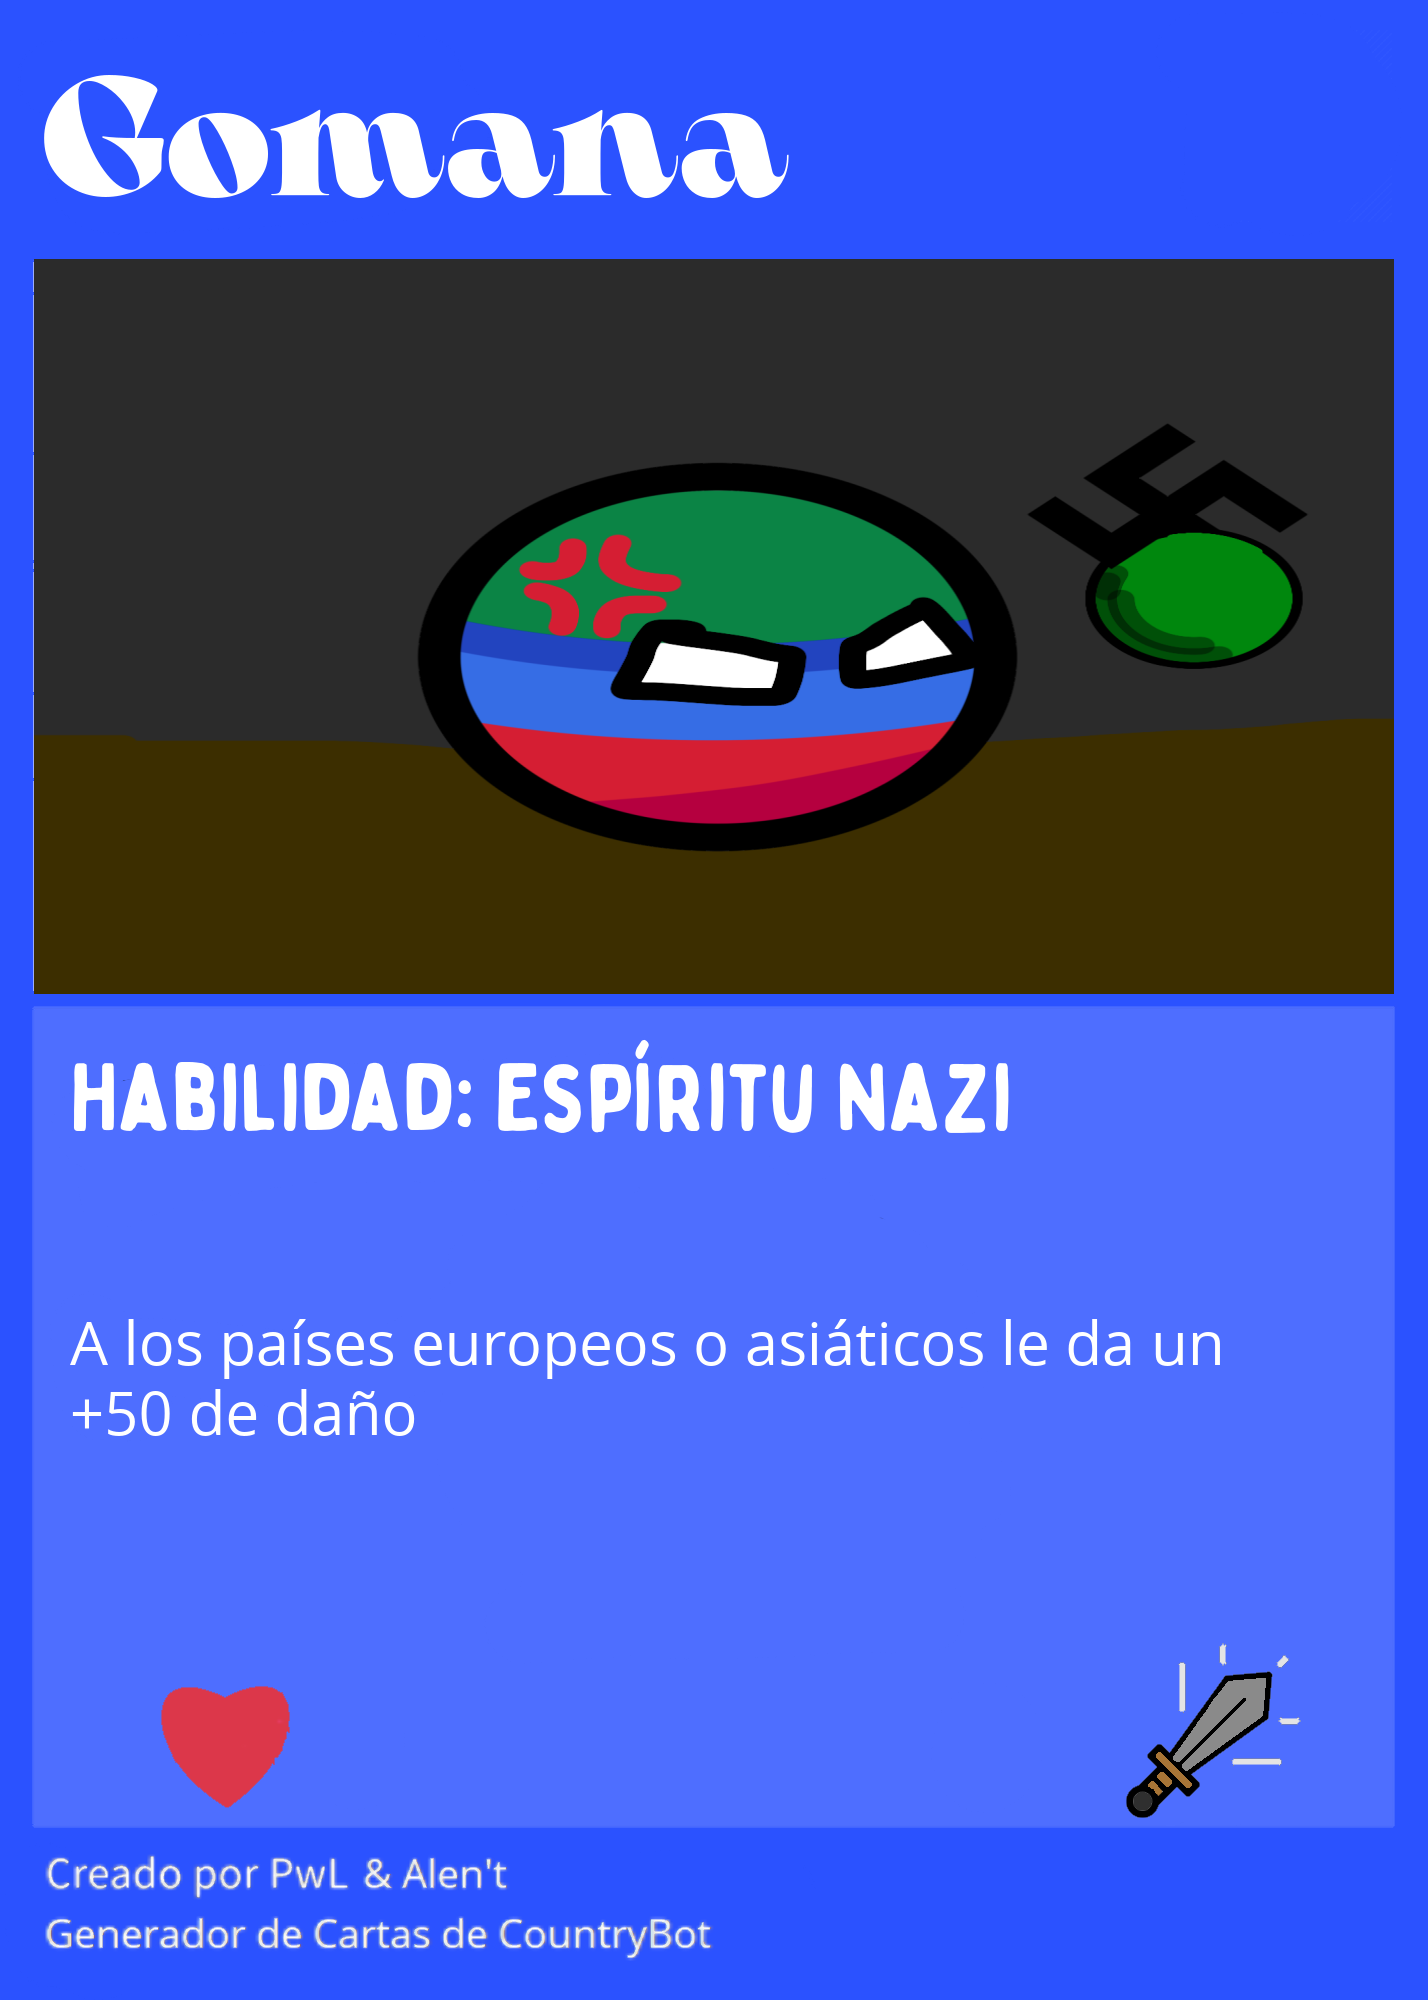 Gomana
HABILIDAD: ESPÍRITU NAZI
A los países europeos o asiáticos le da un
+50 de daño
Creado por PwL & Alen't
Generador de Cartas de CountryBot